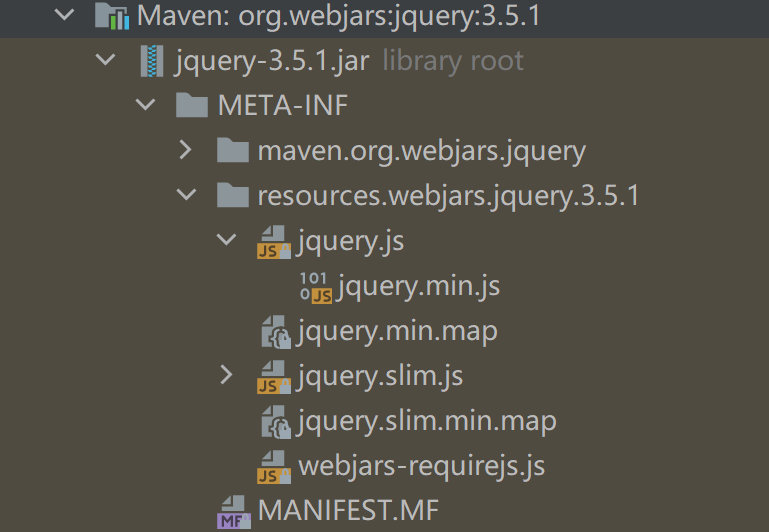 Maven: org.webjars:jquery:3.5.1
jquery-3.5.1.jar library root
META-INF
maven.org.webjars.jquery
resources.webjars.jquery.3.5.1
JS jquery.js
101 0 JS jquery.min.js
jquery.min.map
JS jquery.slim.js
jquery.slim.min.map
JS webjars-requirejs.js
MF MANIFEST.MF